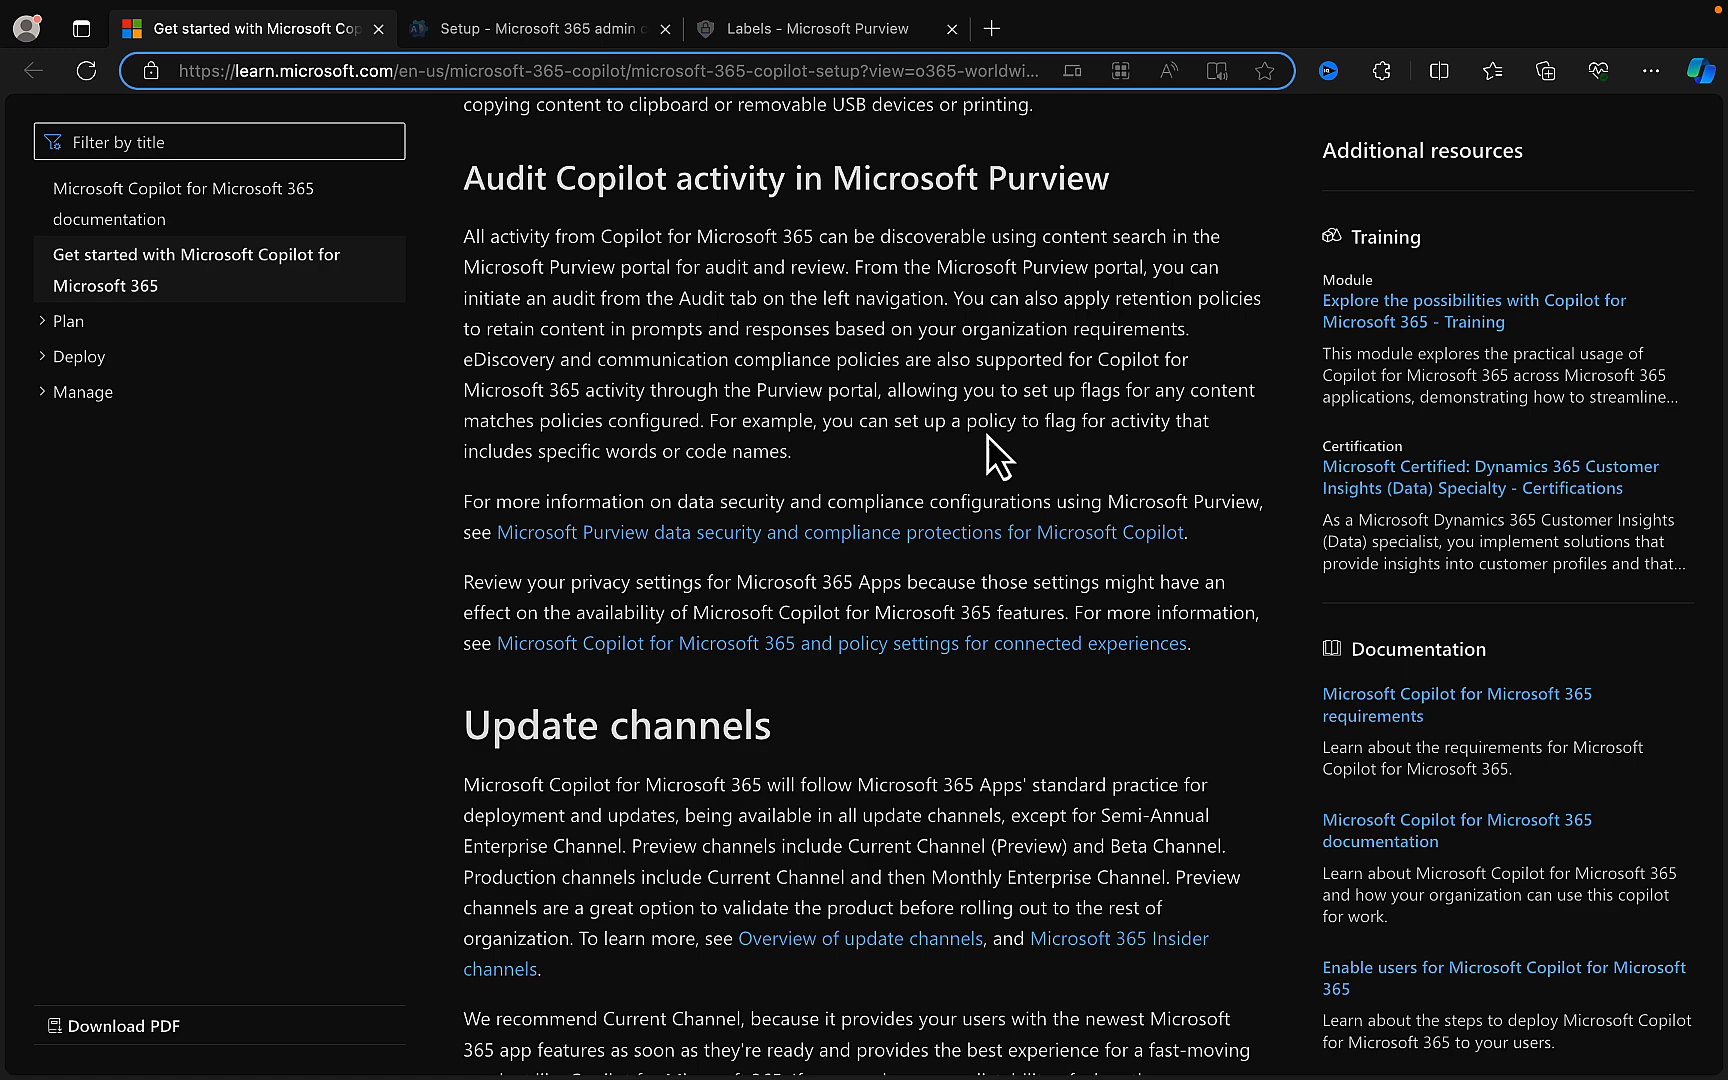 Get started with Microsoft Cop
Setup - Microsoft 365 admin c
Labels - Microsoft Purview
https://learn.microsoft.com/en-us/microsoft-365-copilot/microsoft-365-copilot-setup?view=o365-worldwi...
Filter by title
Microsoft Copilot for Microsoft 365
documentation
Get started with Microsoft Copilot for
Microsoft 365
Plan
Deploy
Manage
Download PDF
copying content to clipboard or removable USB devices or printing.
Audit Copilot activity in Microsoft Purview
All activity from Copilot for Microsoft 365 can be discoverable using content search in the
Microsoft Purview portal for audit and review. From the Microsoft Purview portal, you can
initiate an audit from the Audit tab on the left navigation. You can also apply retention policies
to retain content in prompts and responses based on your organization requirements.
eDiscovery and communication compliance policies are also supported for Copilot for
Microsoft 365 activity through the Purview portal, allowing you to set up flags for any content
matches policies configured. For example, you can set up a policy to flag for activity that
includes specific words or code names.
For more information on data security and compliance configurations using Microsoft Purview,
see Microsoft Purview data security and compliance protections for Microsoft Copilot.
Review your privacy settings for Microsoft 365 Apps because those settings might have an
effect on the availability of Microsoft Copilot for Microsoft 365 features. For more information,
see Microsoft Copilot for Microsoft 365 and policy settings for connected experiences.
Update channels
Microsoft Copilot for Microsoft 365 will follow Microsoft 365 Apps' standard practice for
deployment and updates, being available in all update channels, except for Semi-Annual
Enterprise Channel. Preview channels include Current Channel (Preview) and Beta Channel.
Production channels include Current Channel and then Monthly Enterprise Channel. Preview
channels are a great option to validate the product before rolling out to the rest of
organization. To learn more, see Overview of update channels, and Microsoft 365 Insider
channels.
We recommend Current Channel, because it provides your users with the newest Microsoft
365 app features as soon as they're ready and provides the best experience for a fast-moving
Additional resources
Training
Module
Explore the possibilities with Copilot for
Microsoft 365 - Training
This module explores the practical usage of
Copilot for Microsoft 365 across Microsoft 365
applications, demonstrating how to streamline...
Certification
Microsoft Certified: Dynamics 365 Customer
Insights (Data) Specialty - Certifications
As a Microsoft Dynamics 365 Customer Insights
(Data) specialist, you implement solutions that
provide insights into customer profiles and that...
Documentation
Microsoft Copilot for Microsoft 365
requirements
Learn about the requirements for Microsoft
Copilot for Microsoft 365.
Microsoft Copilot for Microsoft 365
documentation
Learn about Microsoft Copilot for Microsoft 365
and how your organization can use this copilot
for work.
Enable users for Microsoft Copilot for Microsoft
365
Learn about the steps to deploy Microsoft Copilot
for Microsoft 365 to your users.